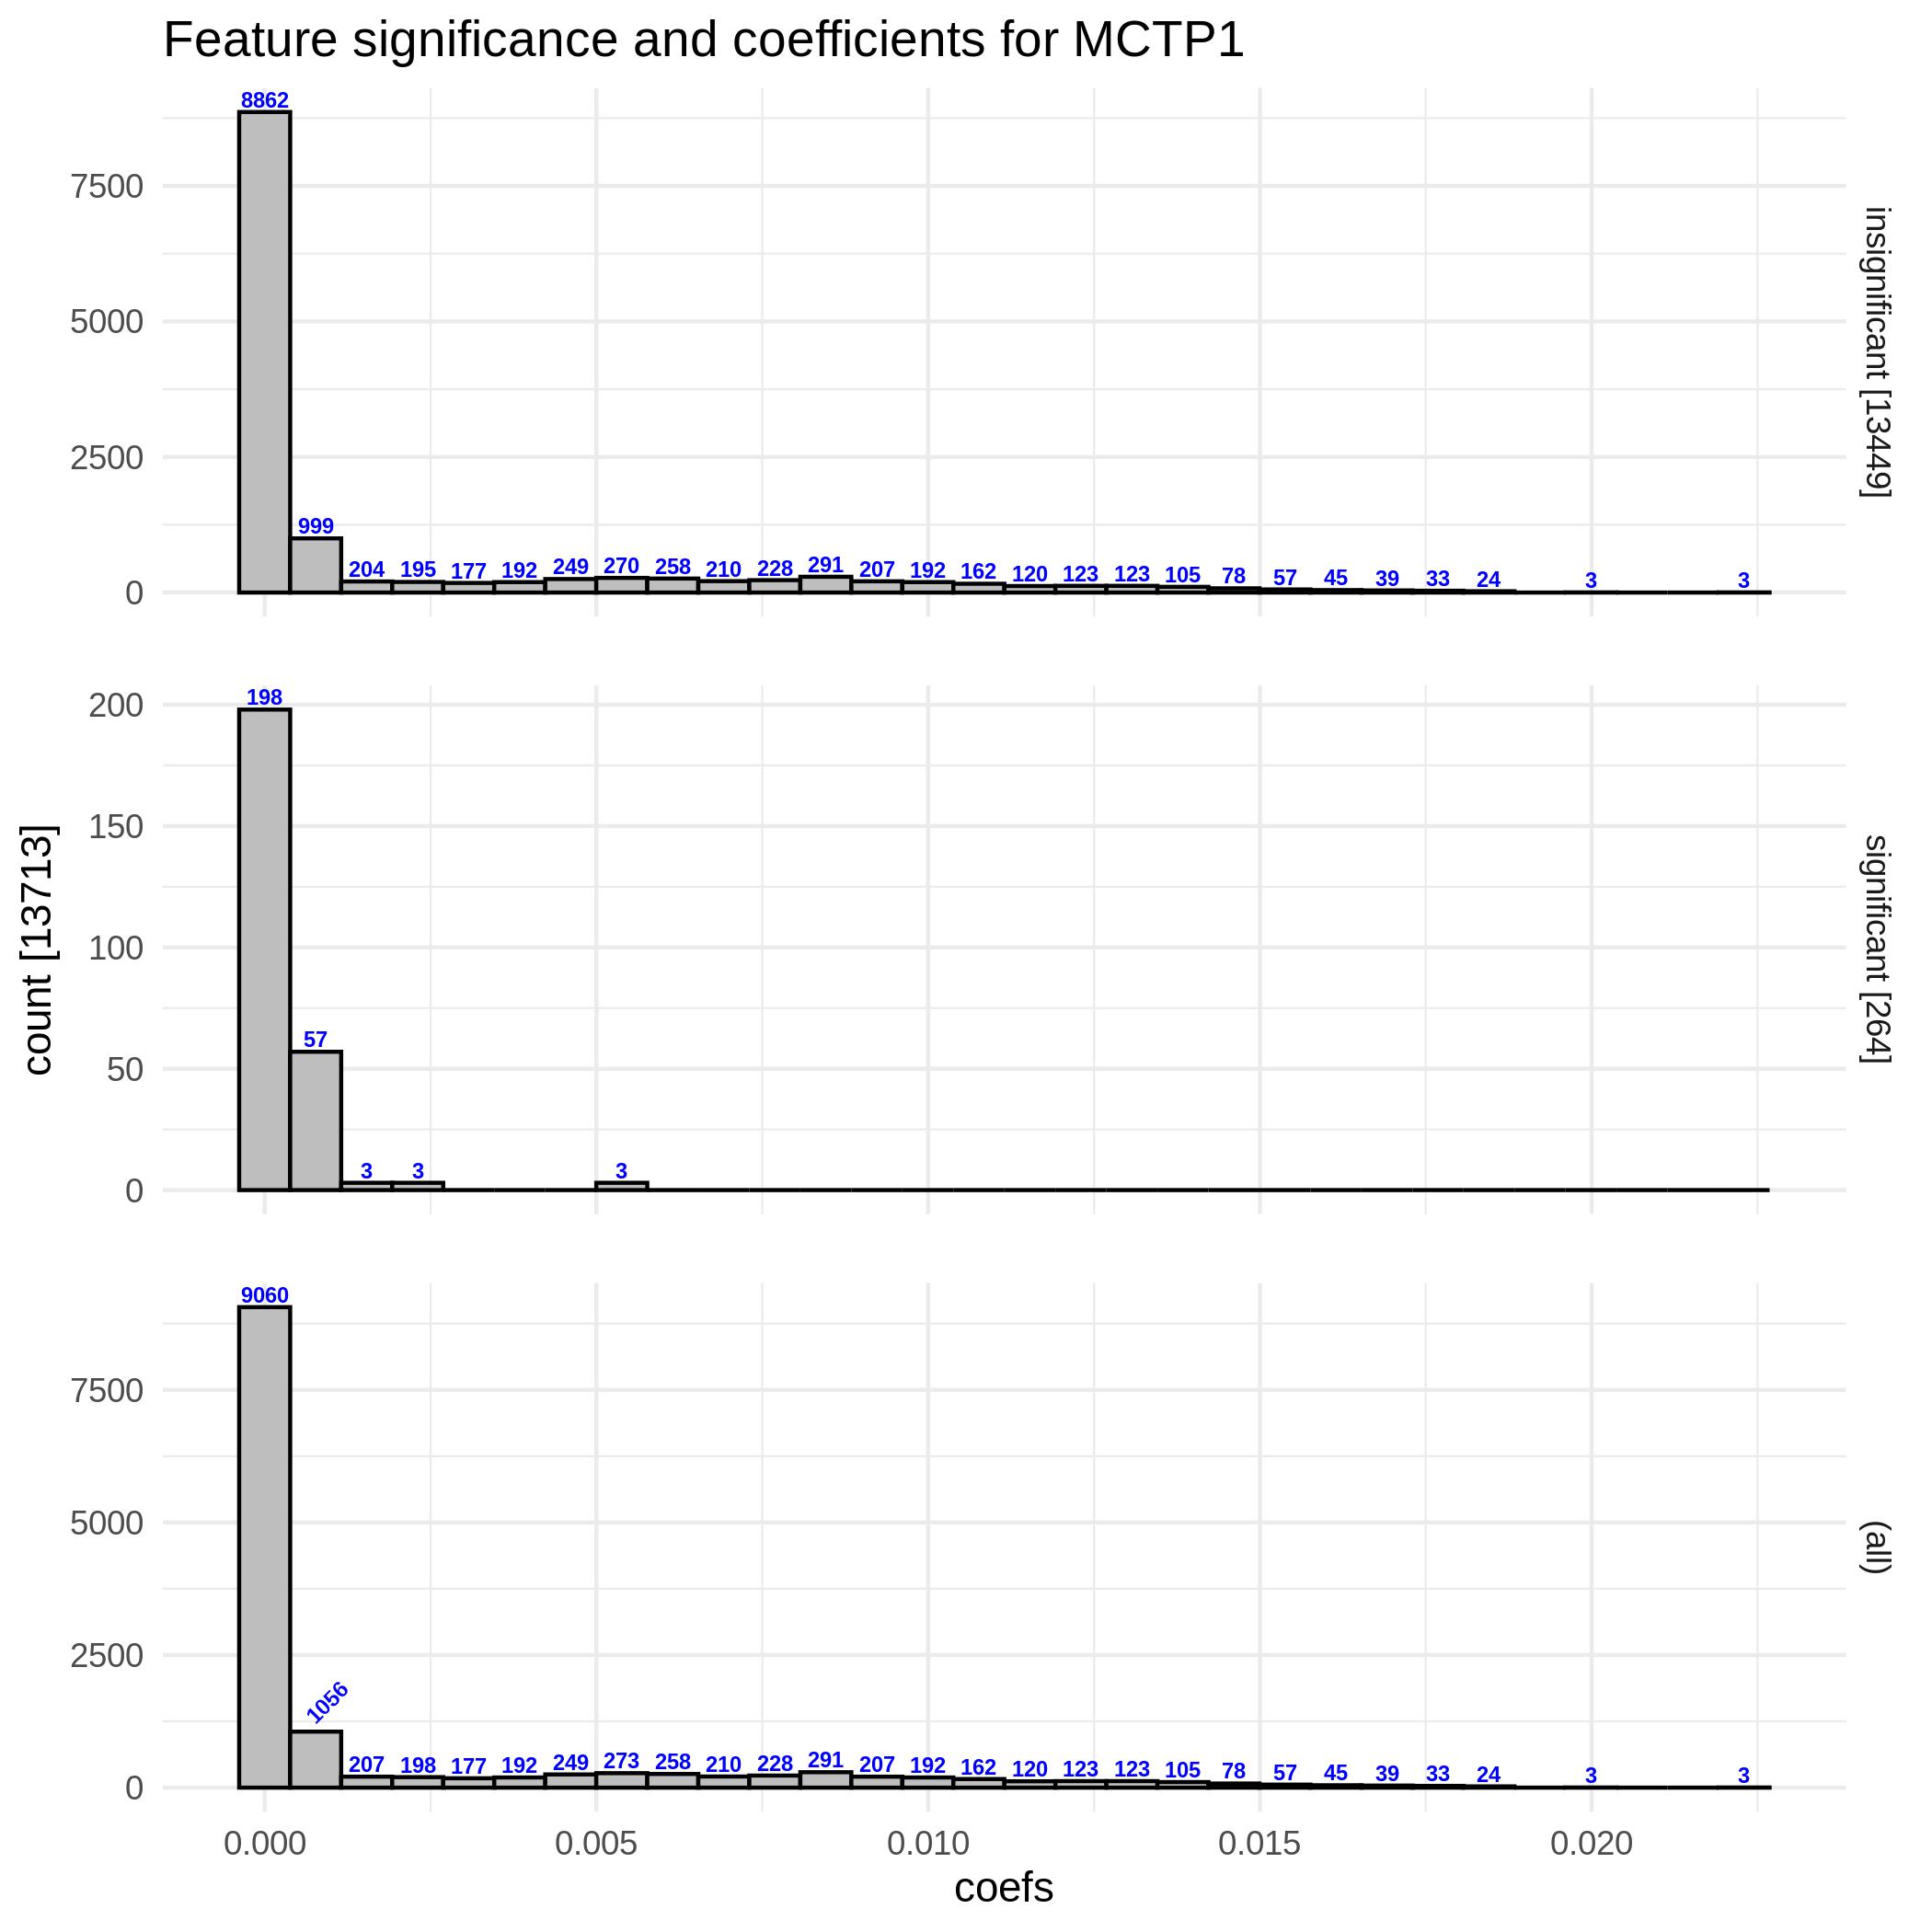 Feature significance and coefficients for MCTP1
8862
7500
5000
2500
999
204 195 177 192 249 270 258 210 228 291 207 192 162 120 123 123 105 78 57 45 39 33 24 3 3
0
insignificant [13449]
198
200
150
100
57
50
3 3 3
0
significant [264]
count [13713]
9060
7500
5000
2500
1056
207 198 177 192 249 273 258 210 228 291 207 192 162 120 123 123 105 78 57 45 39 33 24 3 3
0
(all)
0.000 0.005 0.010 0.015 0.020
coefs